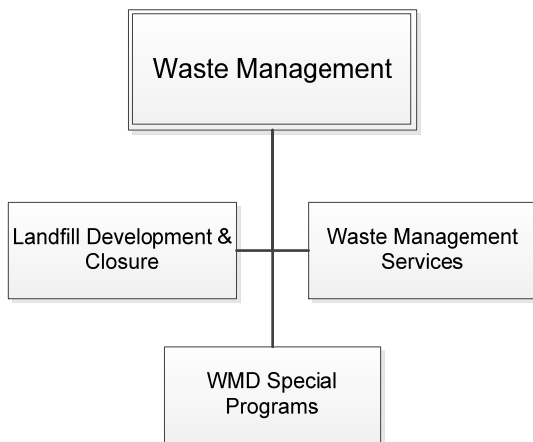 Waste Management
Landfill Development &
Closure
Waste Management
Services
WMD Special
Programs